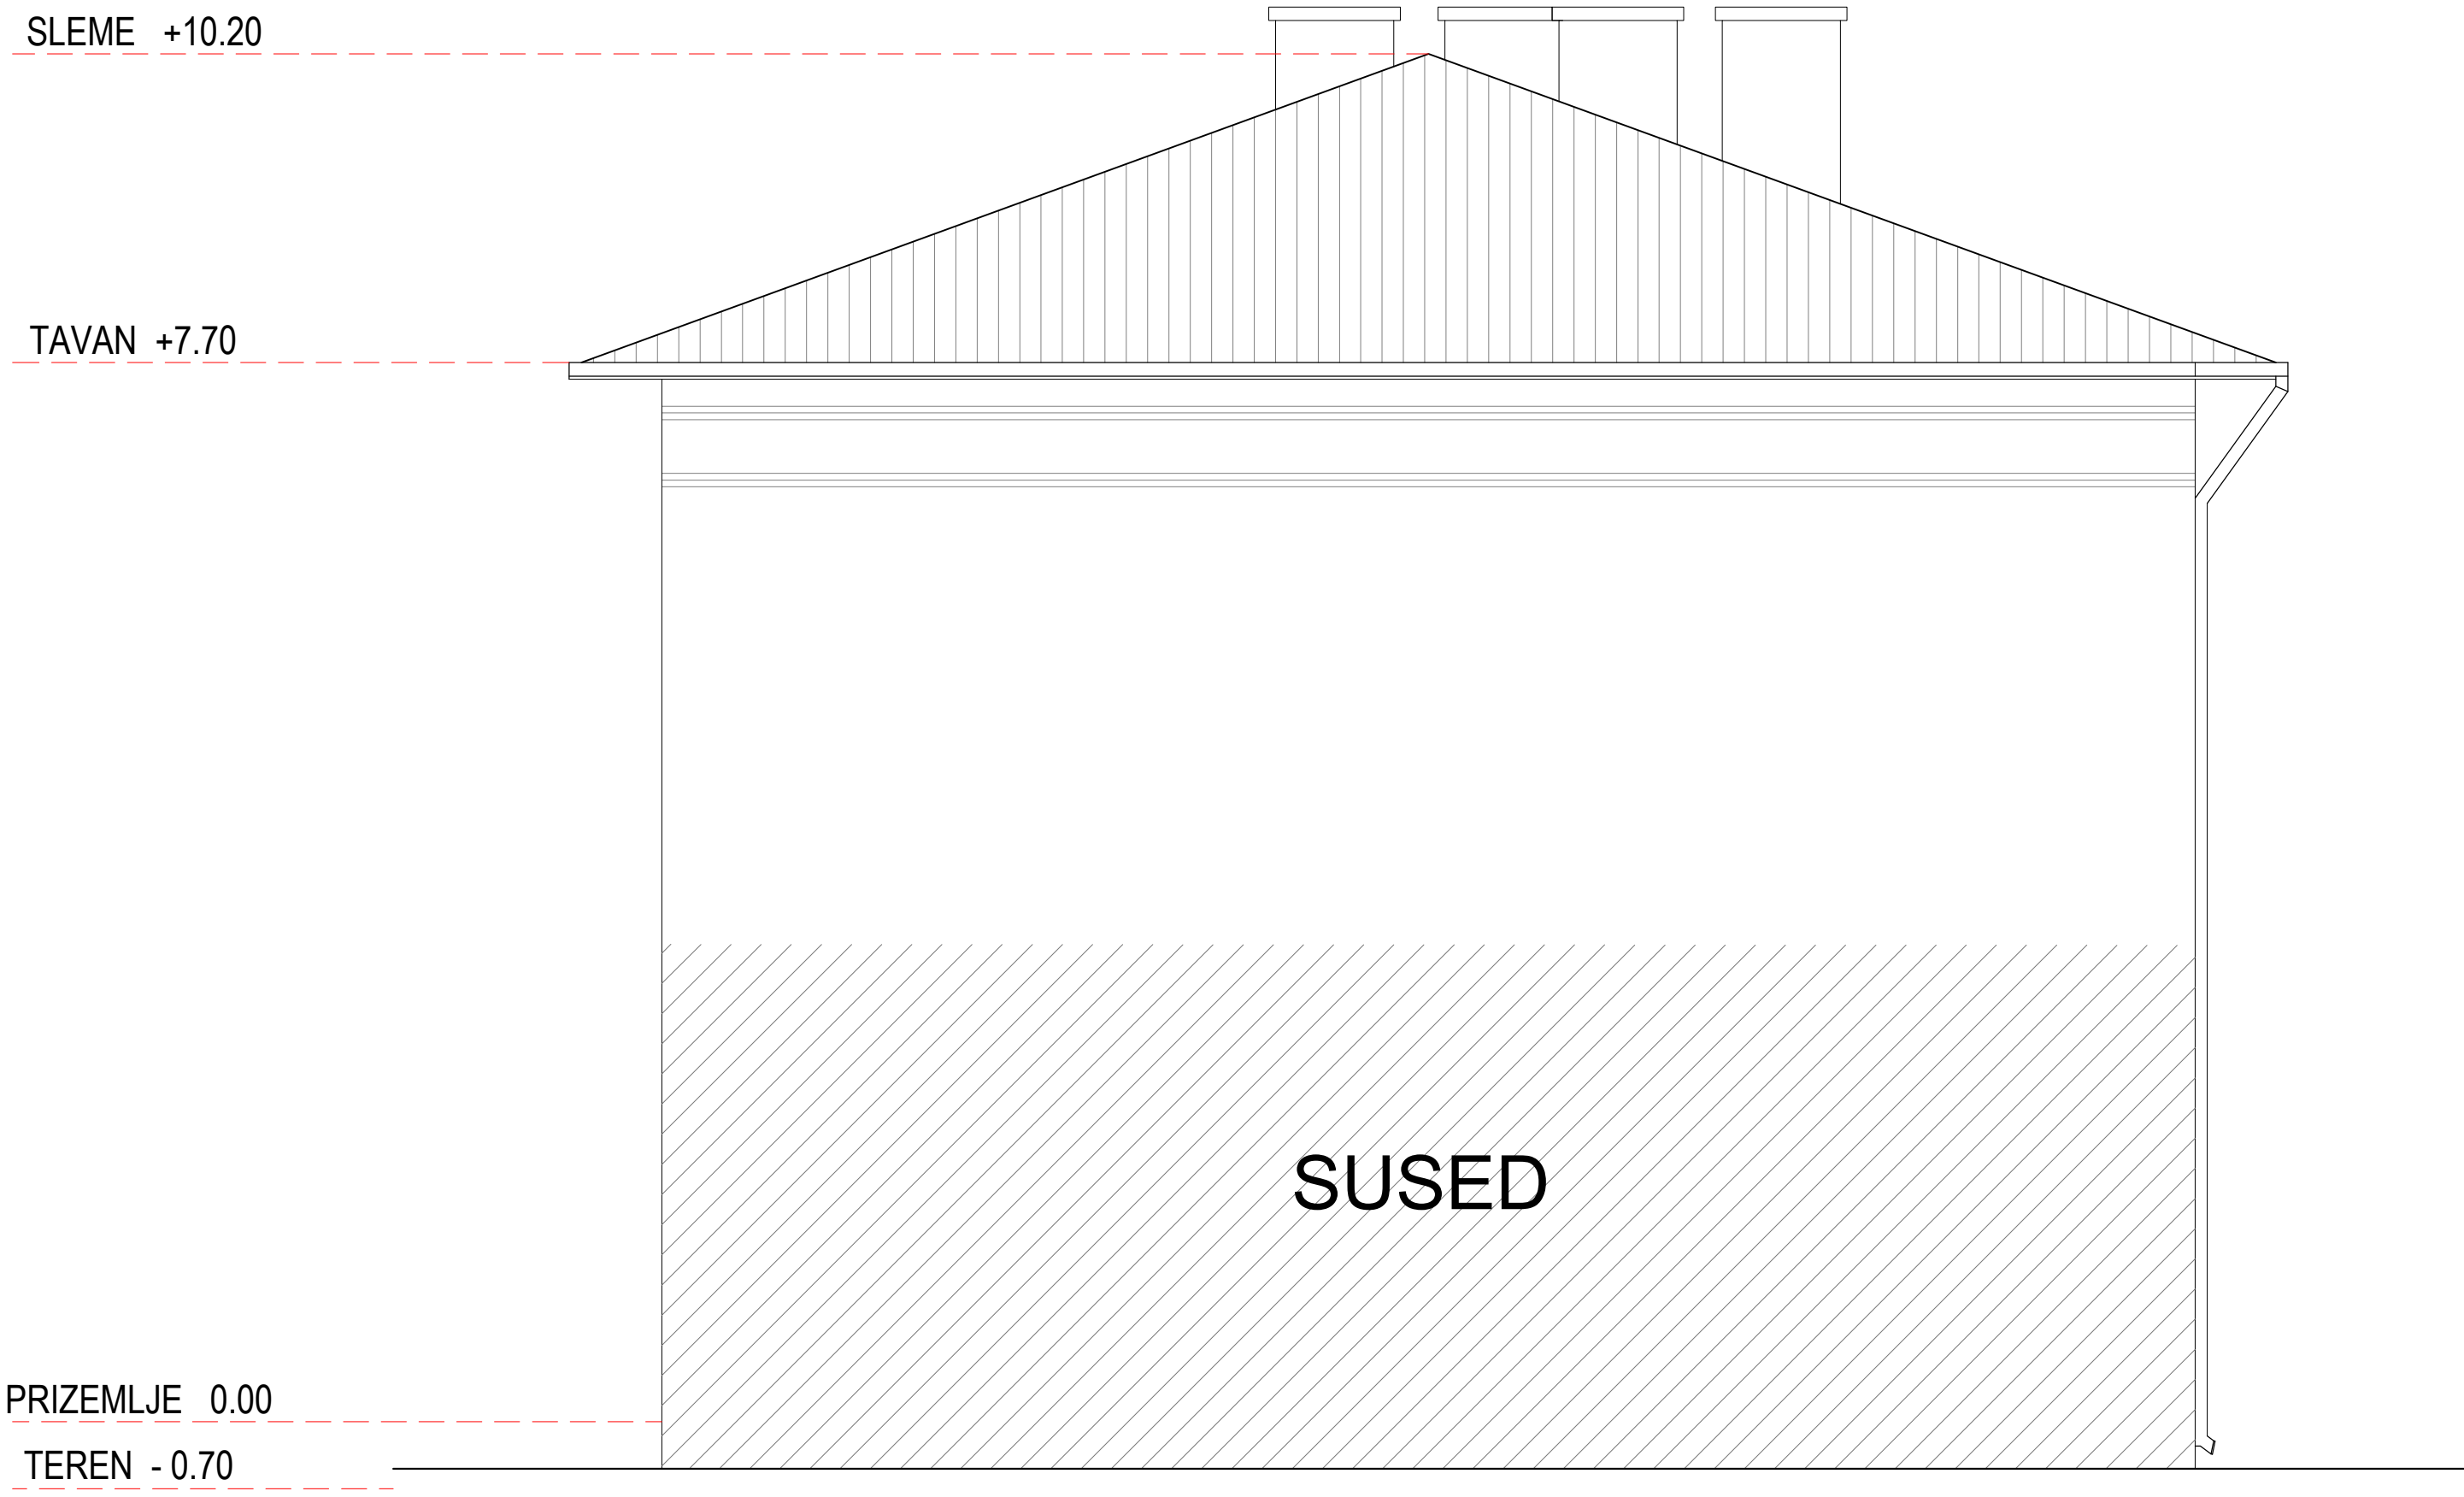 SLEME +10.20
TAVAN +7.70
SUSED
PRIZEMLJE 0.00
TEREN - 0.70